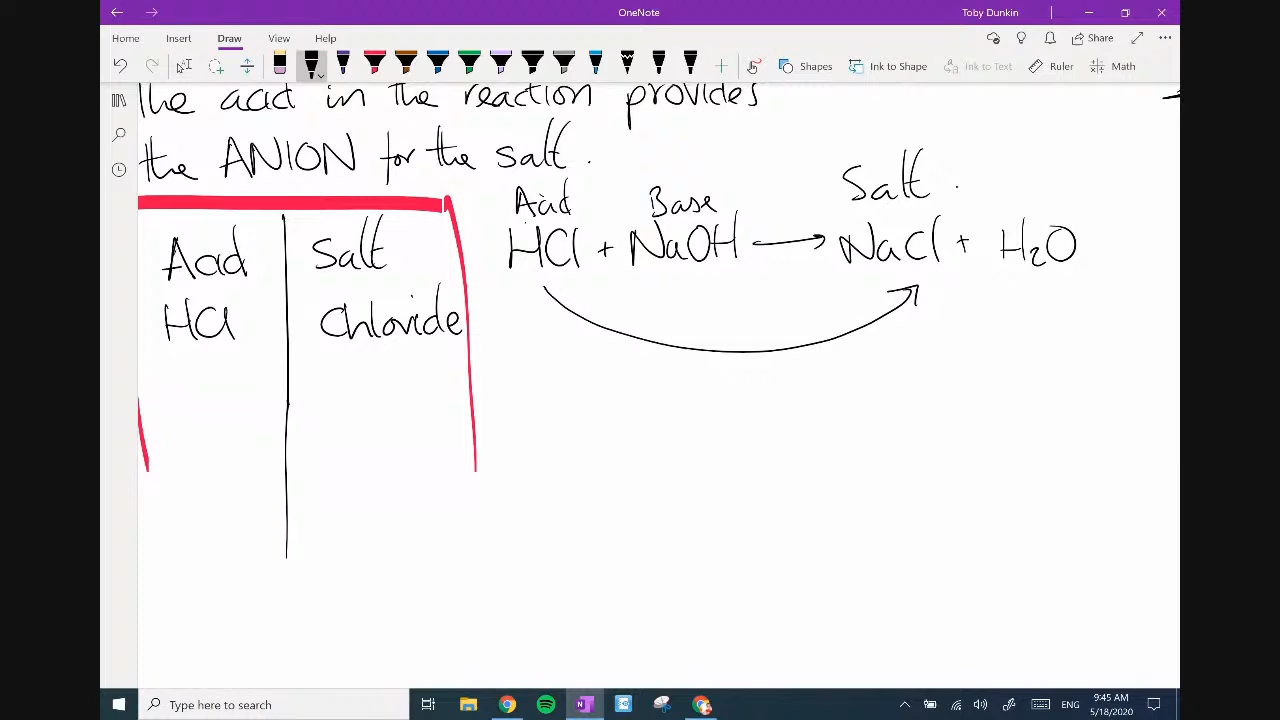 OneNote
Toby Dunkin
Home Insert Draw View Help
Share
Shapes Ink to Shape Ink to Text Ruler Math
The acid in the reaction provides
the ANION for the salt.
Acid Base Salt
HCl + NaOH → NaCl + H₂O
Acid Salt
HCl Chloride
Type here to search
ENG
9:45 AM
5/18/2020